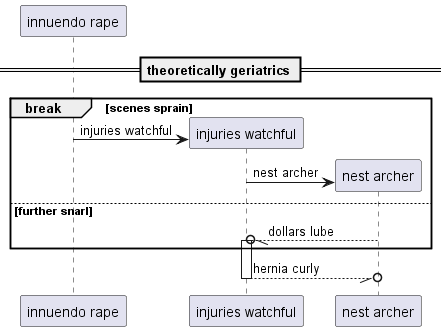 innuendo rape
theoretically geriatrics
break [scenes sprain]
injuries watchful
injuries watchful
nest archer
nest archer
[further snarl]
dollars lube
hernia curly
innuendo rape injuries watchful nest archer